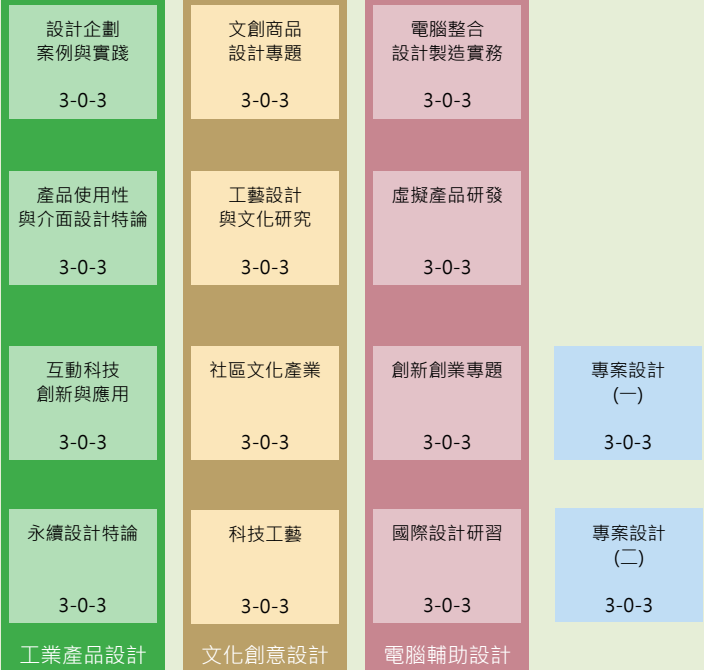 設計企劃
案例與實踐
3-0-3
文創商品
設計專題
3-0-3
電腦整合
設計製造實務
3-0-3
產品使用性
與介面設計特論
3-0-3
工藝設計
與文化研究
3-0-3
虛擬產品研發
3-0-3
互動科技
創新與應用
3-0-3
社區文化產業
3-0-3
創新創業專題
3-0-3
專案設計
(一)
3-0-3
永續設計特論
3-0-3
科技工藝
3-0-3
國際設計研習
3-0-3
專案設計
(二)
3-0-3
工業產品設計
文化創意設計
電腦輔助設計